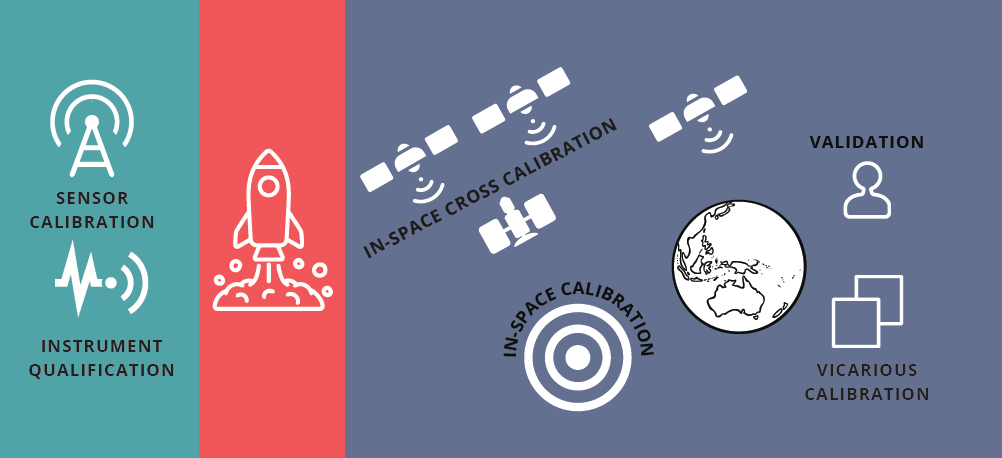 SENSOR
CALIBRATION
INSTRUMENT
QUALIFICATION
IN-SPACE CROSS CALIBRATION
IN-SPACE CALIBRATION
VALIDATION
VICARIOUS
CALIBRATION